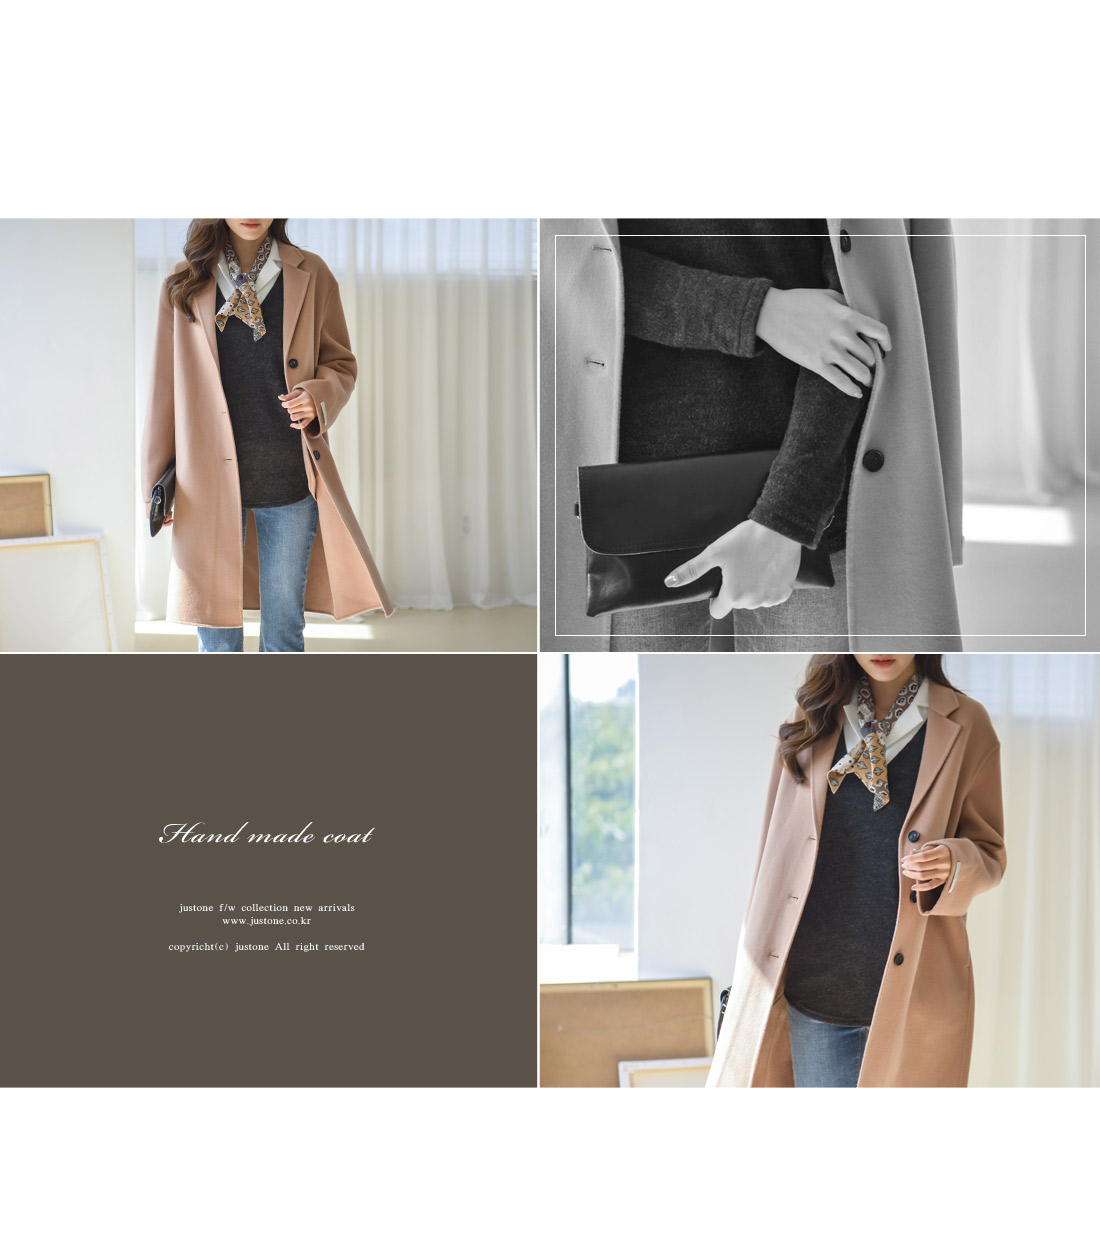 Hand made coat
justone f/w collection new arrivals
www.justone.co.kr
copyricht(c) justone All right reserved